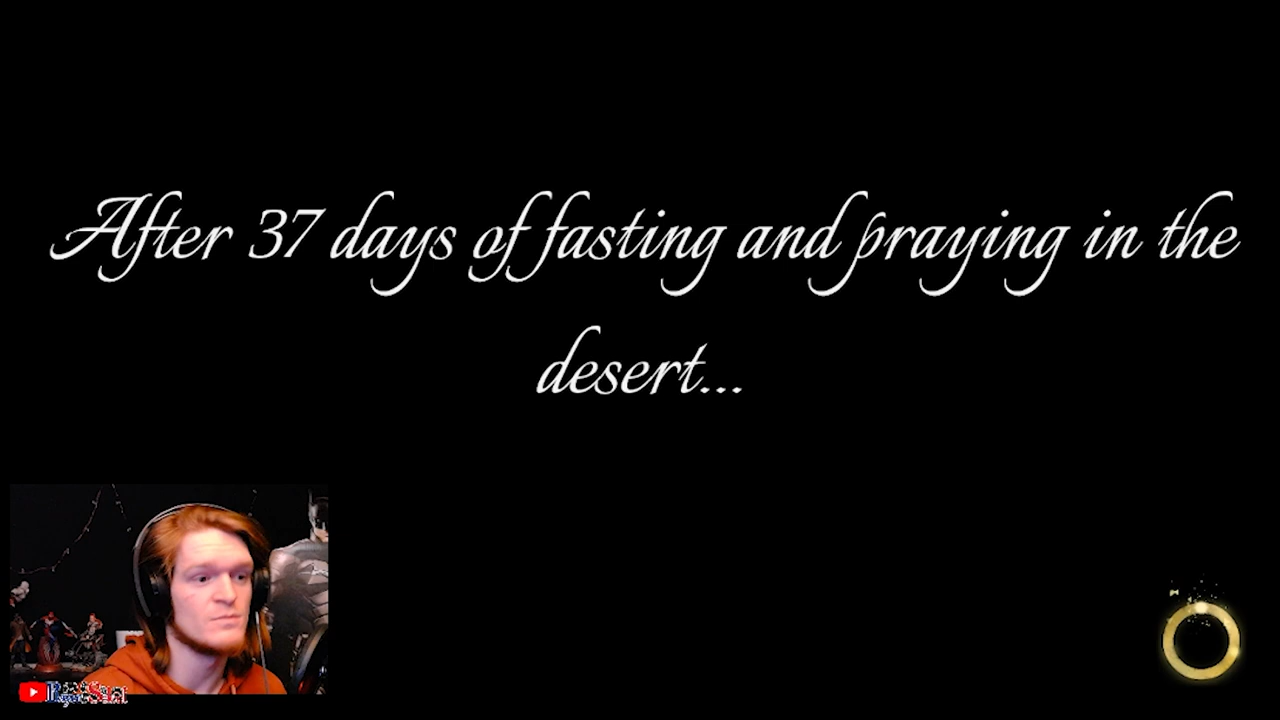 After 37 days of fasting and praying in the
desert...